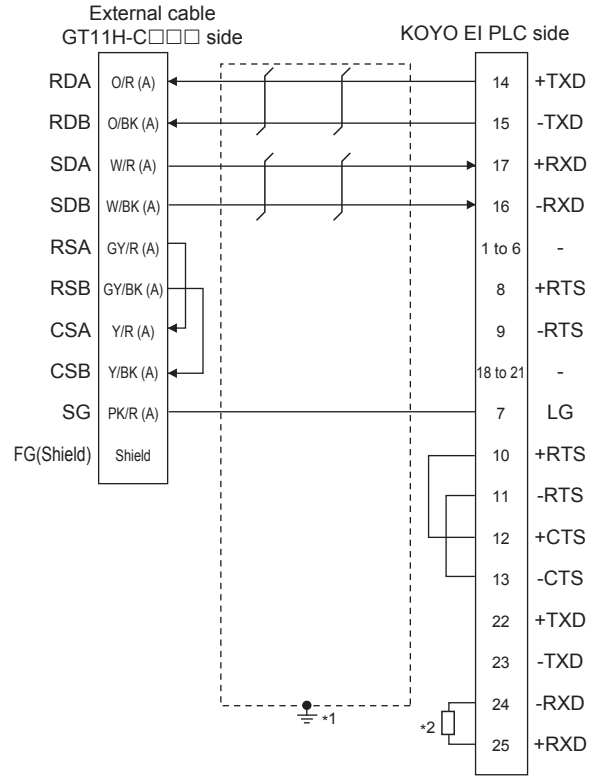 External cable
GT11H-C□□□ side
KOYO EI PLC side
RDA O/R (A) 14 +TXD
RDB O/BK (A) 15 -TXD
SDA W/R (A) 17 +RXD
SDB W/BK (A) 16 -RXD
RSA GY/R (A) 1 to 6 -
RSB GY/BK (A) 8 +RTS
CSA Y/R (A) 9 -RTS
CSB Y/BK (A) 18 to 21 -
SG PK/R (A) 7 LG
FG(Shield) Shield 10 +RTS
11 -RTS
12 +CTS
13 -CTS
22 +TXD
23 -TXD
24 -RXD
*1
*2
25 +RXD